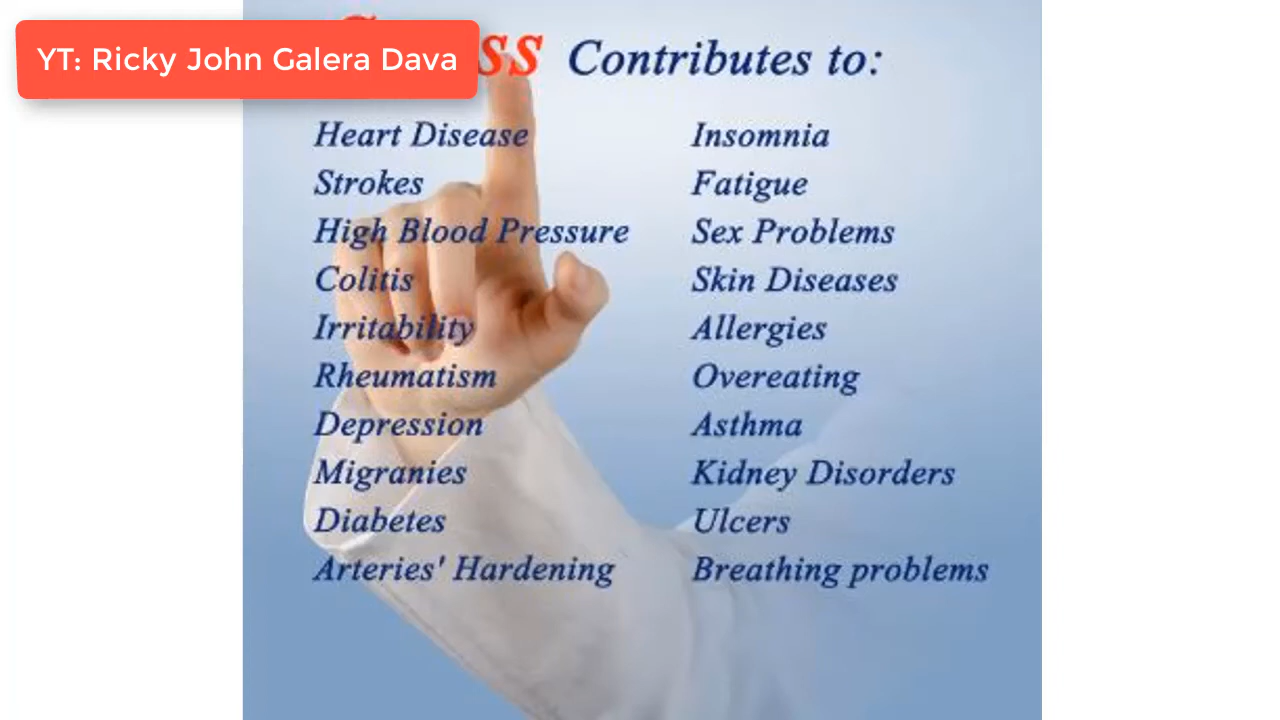 YT: Ricky John Galera Dava
Contributes to:
Heart Disease
Strokes
High Blood Pressure
Colitis
Irritability
Rheumatism
Depression
Migranies
Diabetes
Arteries' Hardening
Insomnia
Fatigue
Sex Problems
Skin Diseases
Allergies
Overeating
Asthma
Kidney Disorders
Ulcers
Breathing problems